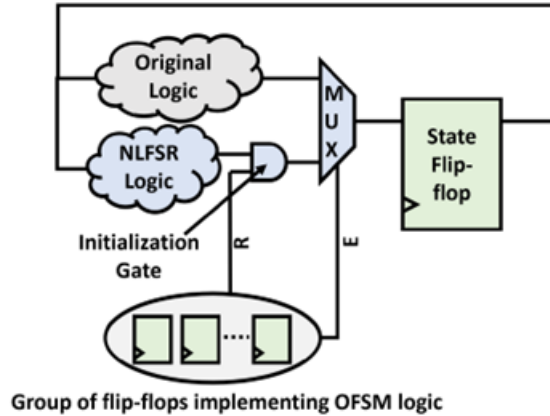 Original
Logic
NLFSR
Logic
M
U
X
State
Flip-
flop
Initialization
Gate
R
E
Group of flip-flops implementing OFSM logic